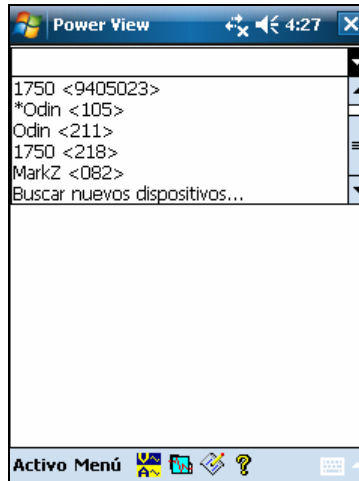 Power View 4:27
1750 <9405023>
*Odin <105>
Odin <211>
1750 <218>
MarkZ <082>
Buscar nuevos dispositivos...
Activo Menú